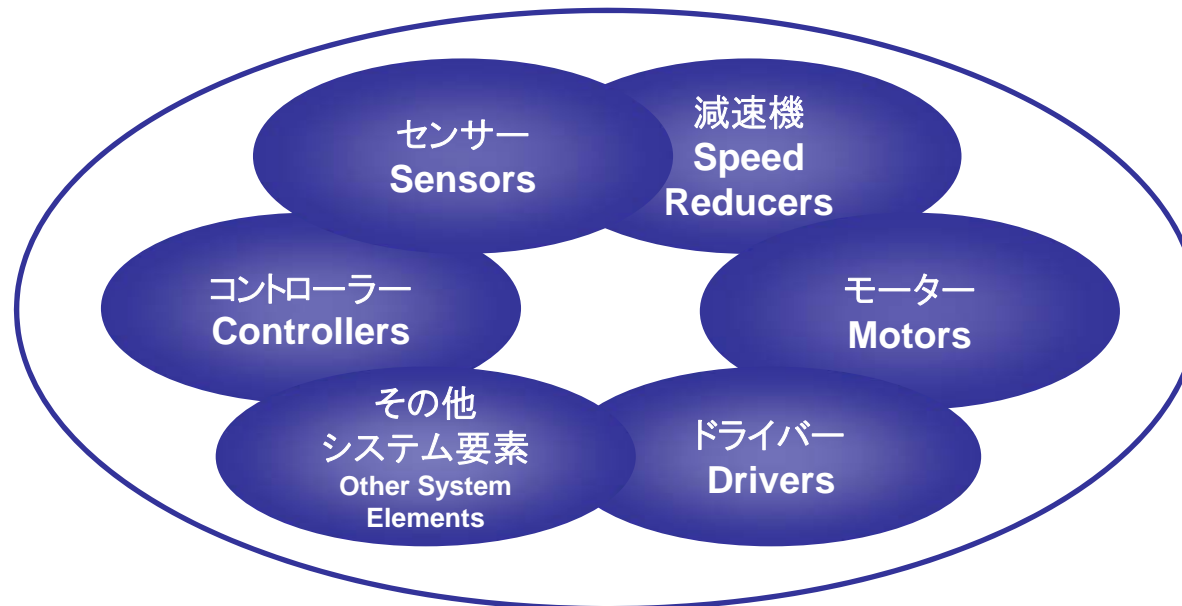 センサー
Sensors
減速機
Speed
Reducers
コントローラー
Controllers
モーター
Motors
その他
システム要素
Other System
Elements
ドライバー
Drivers